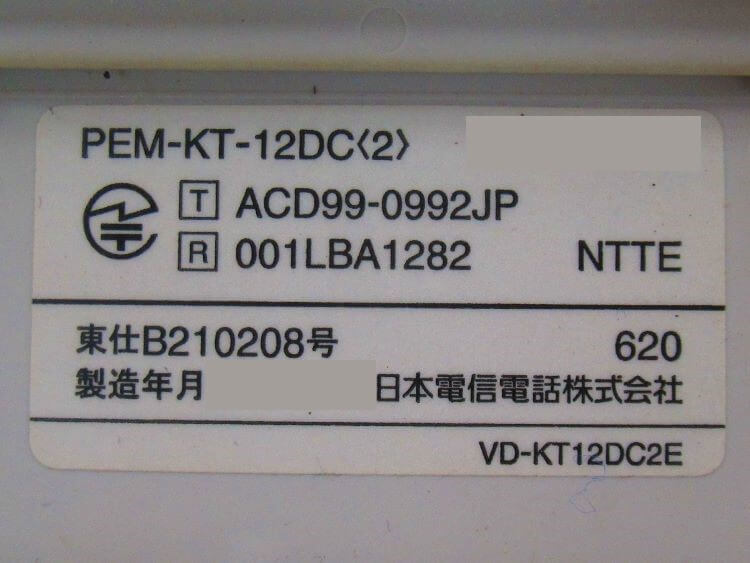 PEM-KT-12DC〈2〉
T ACD99-0992JP
R 001LBA1282 NTTE
東仕B210208号 620
製造年月 日本電信電話株式会社
VD-KT12DC2E